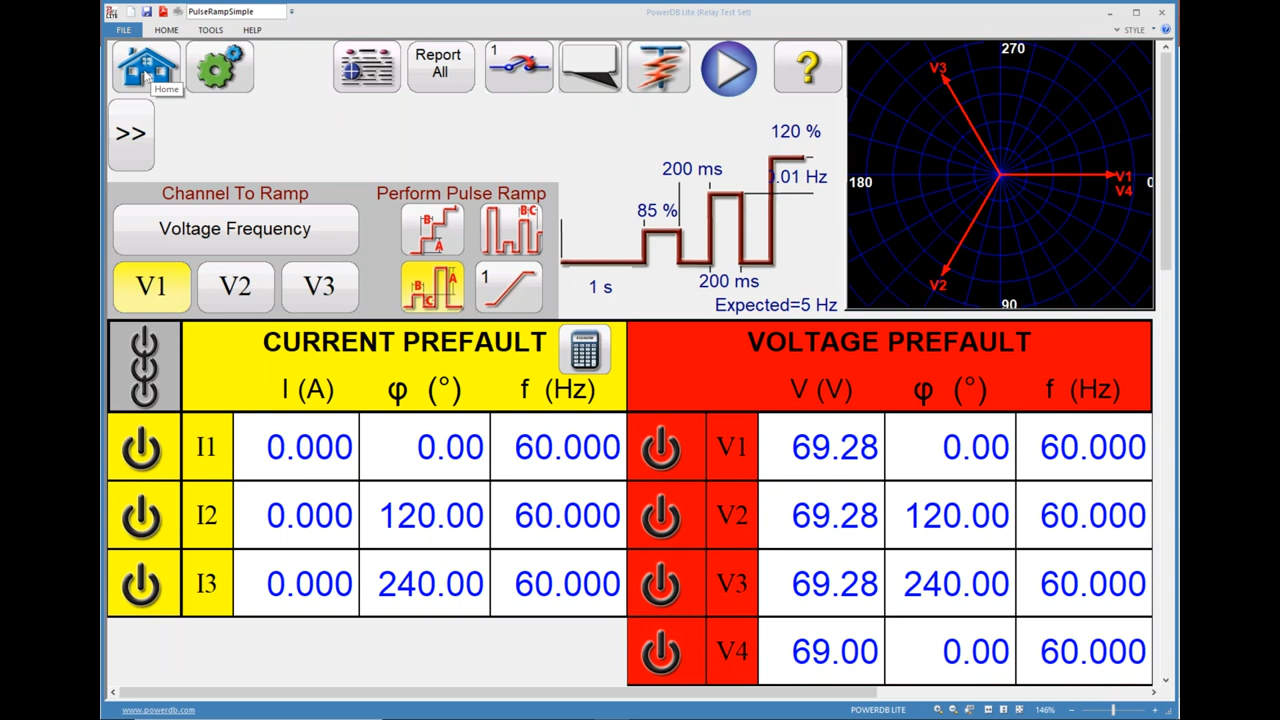 PulseRampSimple
PowerDB Lite (Relay Test Set)
FILE HOME TOOLS HELP
STYLE
Home
Report
All
1
?
>>
Channel To Ramp
Voltage Frequency
V1 V2 V3
Perform Pulse Ramp
B A
B C
B C A
1
120 %
200 ms
0.01 Hz
85 %
1 s
200 ms
Expected=5 Hz
270
V3
180
V1
V4
0
V2
90
CURRENT PREFAULT
VOLTAGE PREFAULT
I (A) φ (°) f (Hz)
V (V) φ (°) f (Hz)
I1 0.000 0.00 60.000
V1 69.28 0.00 60.000
I2 0.000 120.00 60.000
V2 69.28 120.00 60.000
I3 0.000 240.00 60.000
V3 69.28 240.00 60.000
V4 69.00 0.00 60.000
www.powerdb.com
POWERDB LITE
146%